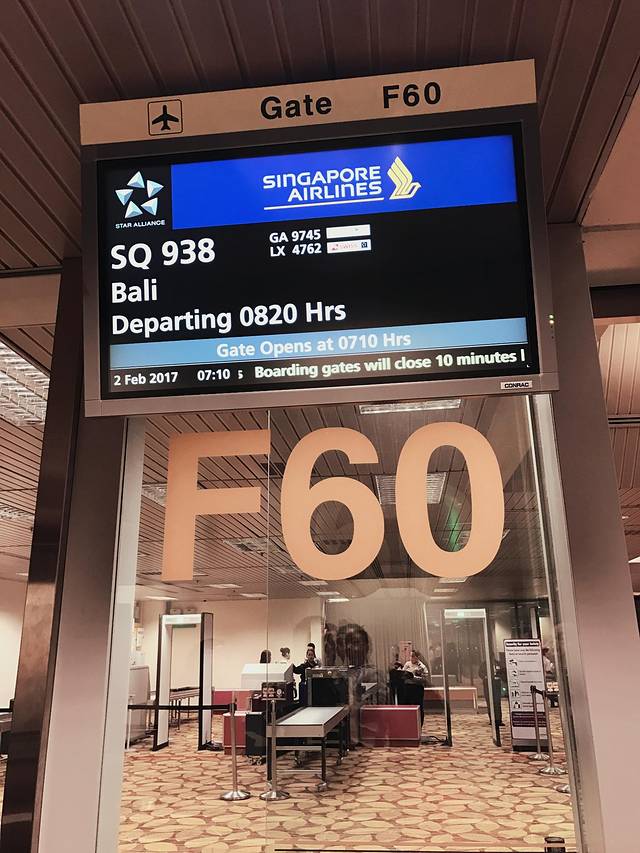 Gate F60
SINGAPORE
AIRLINES
STAR ALLIANCE
SQ 938
GA 9745
LX 4762
Bali
Departing 0820 Hrs
Gate Opens at 0710 Hrs
2 Feb 2017 07:10 Boarding gates will close 10 minutes
CONRAC
F60